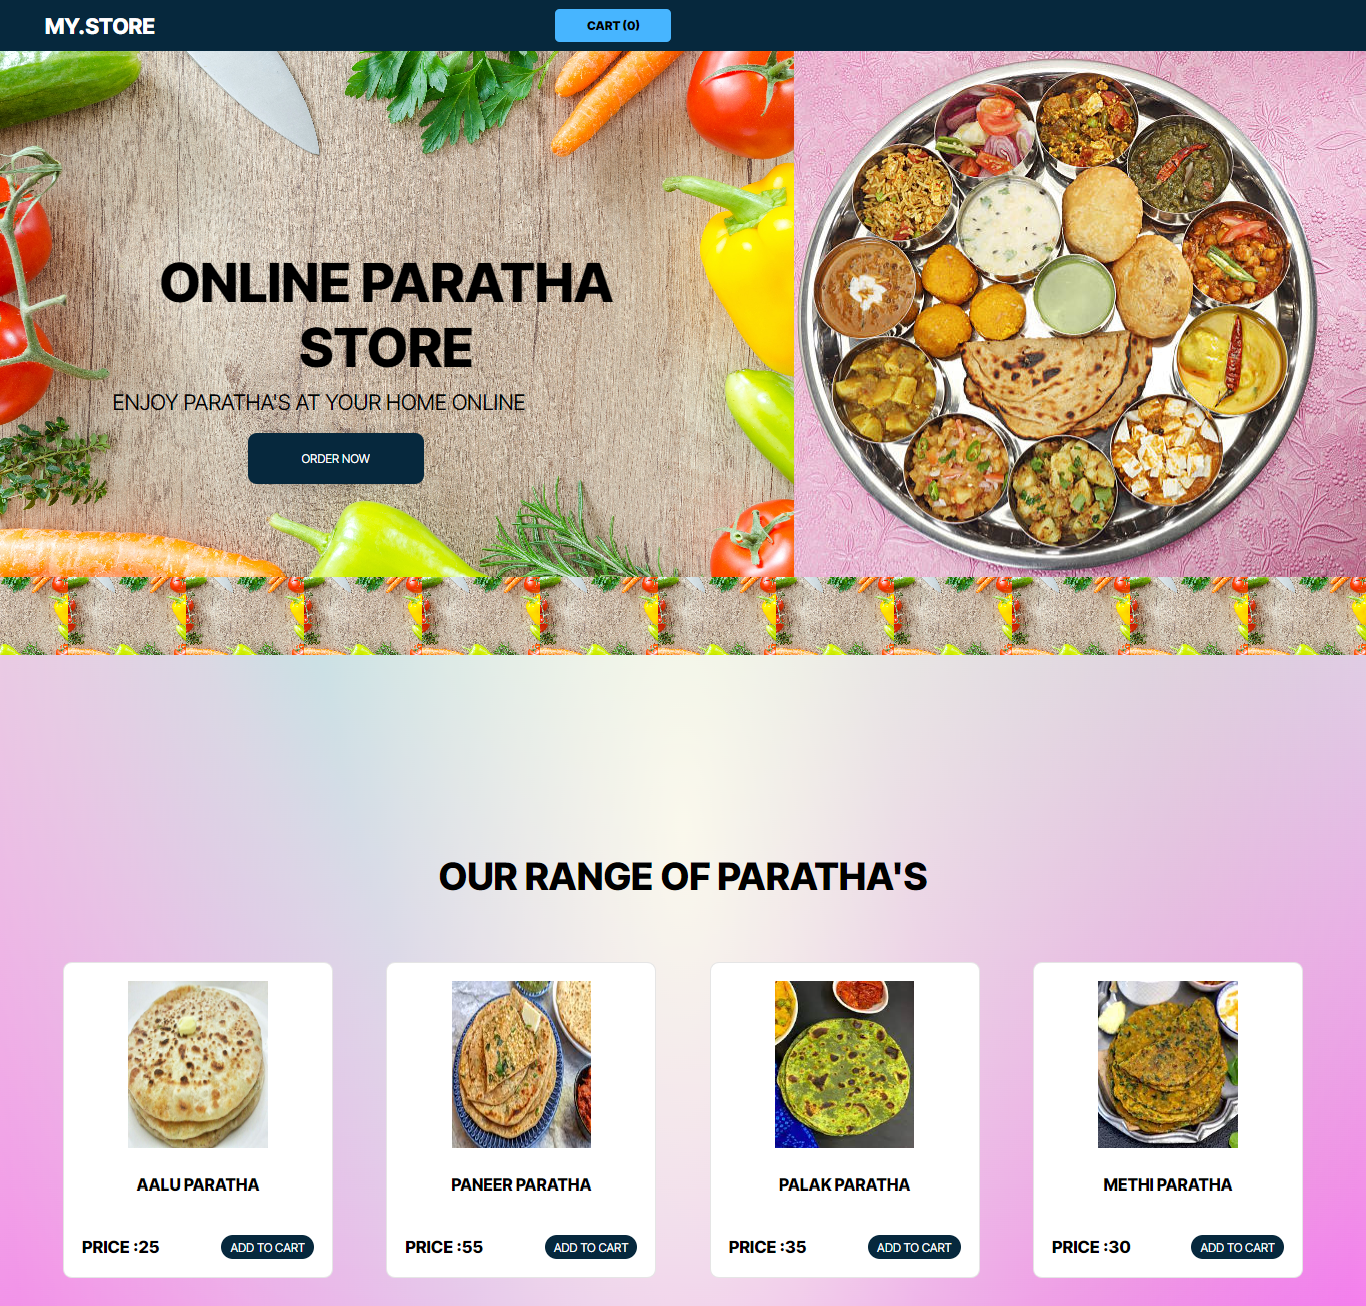 MY.STORE
CART (0)
ONLINE PARATHA
STORE
ENJOY PARATHA'S AT YOUR HOME ONLINE
ORDER NOW
OUR RANGE OF PARATHA'S
AALU PARATHA
PRICE :25
ADD TO CART
PANEER PARATHA
PRICE :55
ADD TO CART
PALAK PARATHA
PRICE :35
ADD TO CART
METHI PARATHA
PRICE :30
ADD TO CART